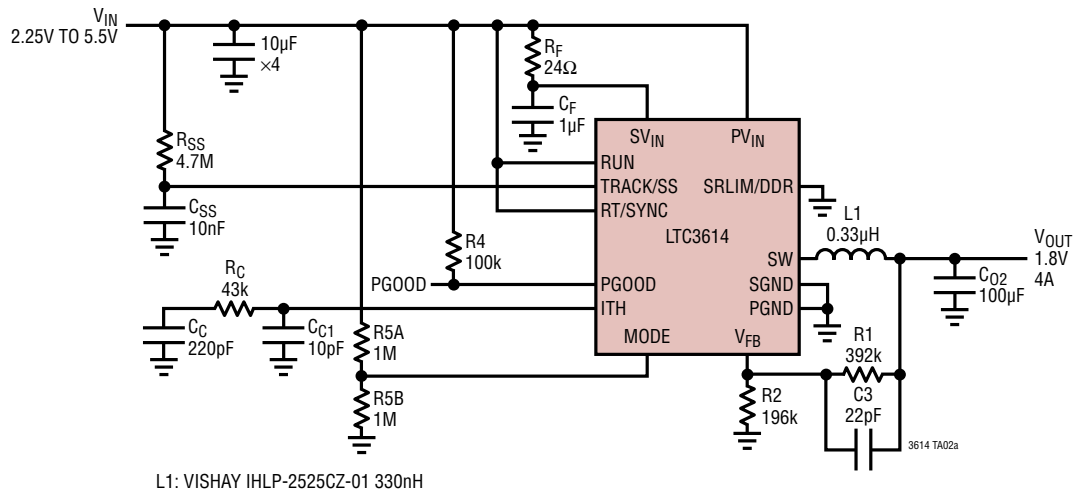 VIN
2.25V TO 5.5V
10µF
×4
RF
24Ω
CF
1µF
RSS
4.7M
CSS
10nF
SVIN
PVIN
RUN
TRACK/SS
SRLIM/DDR
RT/SYNC
LTC3614
L1
0.33µH
SW
VOUT
1.8V
4A
CO2
100µF
R4
100k
PGOOD
PGOOD
SGND
RC
43k
ITH
PGND
CC
220pF
CC1
10pF
R5A
1M
MODE
VFB
R1
392k
R5B
1M
R2
196k
C3
22pF
3614 TA02a
L1: VISHAY IHLP-2525CZ-01 330nH